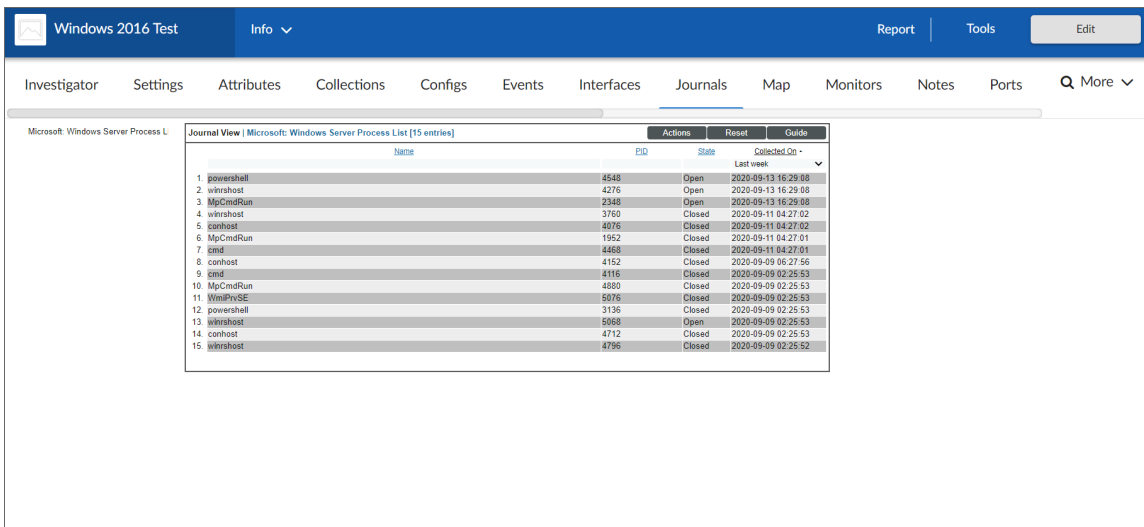 Windows 2016 Test Info Report Tools Edit
Investigator Settings Attributes Collections Configs Events Interfaces Journals Map Monitors Notes Ports More
Microsoft: Windows Server Process L
Journal View | Microsoft: Windows Server Process List [15 entries] Actions Reset Guide
Name PID State Collected On
Last week
1. powershell 4548 Open 2020-09-13 16:29:08
2. winrshost 4276 Open 2020-09-13 16:29:08
3. MpCmdRun 2348 Open 2020-09-13 16:29:08
4. winrshost 3760 Closed 2020-09-11 04:27:02
5. conhost 4076 Closed 2020-09-11 04:27:02
6. MpCmdRun 1952 Closed 2020-09-11 04:27:01
7. cmd 4468 Closed 2020-09-11 04:27:01
8. conhost 4152 Closed 2020-09-09 06:27:56
9. cmd 4116 Closed 2020-09-09 02:25:53
10. MpCmdRun 4880 Closed 2020-09-09 02:25:53
11. WmiPrvSE 5076 Closed 2020-09-09 02:25:53
12. powershell 3136 Closed 2020-09-09 02:25:53
13. winrshost 5068 Open 2020-09-09 02:25:53
14. conhost 4712 Closed 2020-09-09 02:25:53
15. winrshost 4796 Closed 2020-09-09 02:25:52